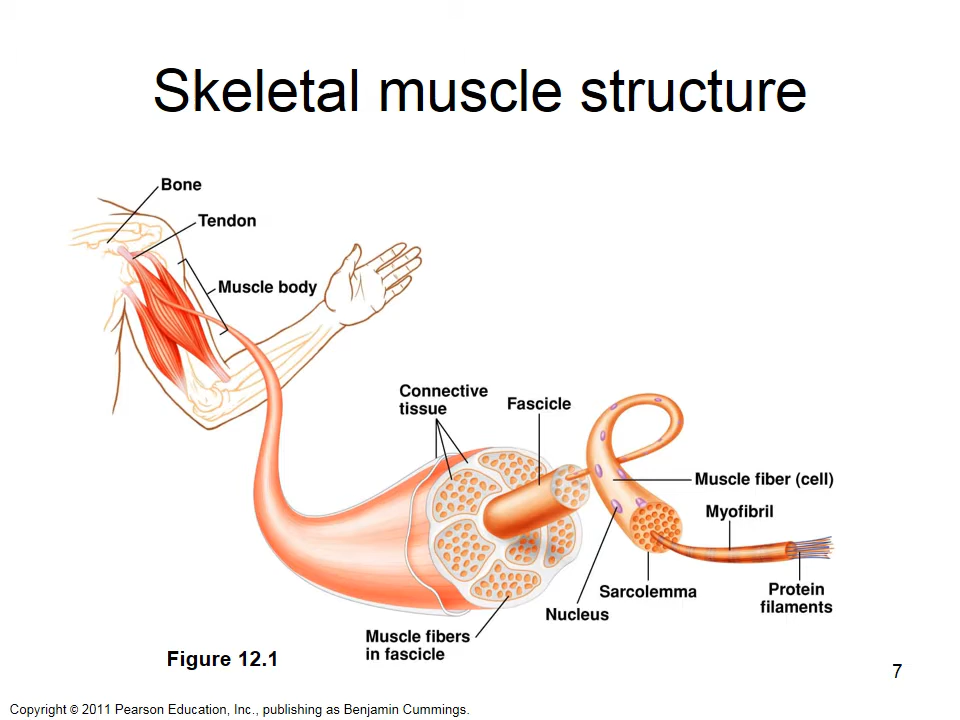 Skeletal muscle structure
Bone
Tendon
Muscle body
Connective
tissue
Fascicle
Muscle fiber (cell)
Myofibril
Protein
filaments
Sarcolemma
Nucleus
Muscle fibers
in fascicle
Figure 12.1
7
Copyright © 2011 Pearson Education, Inc., publishing as Benjamin Cummings.